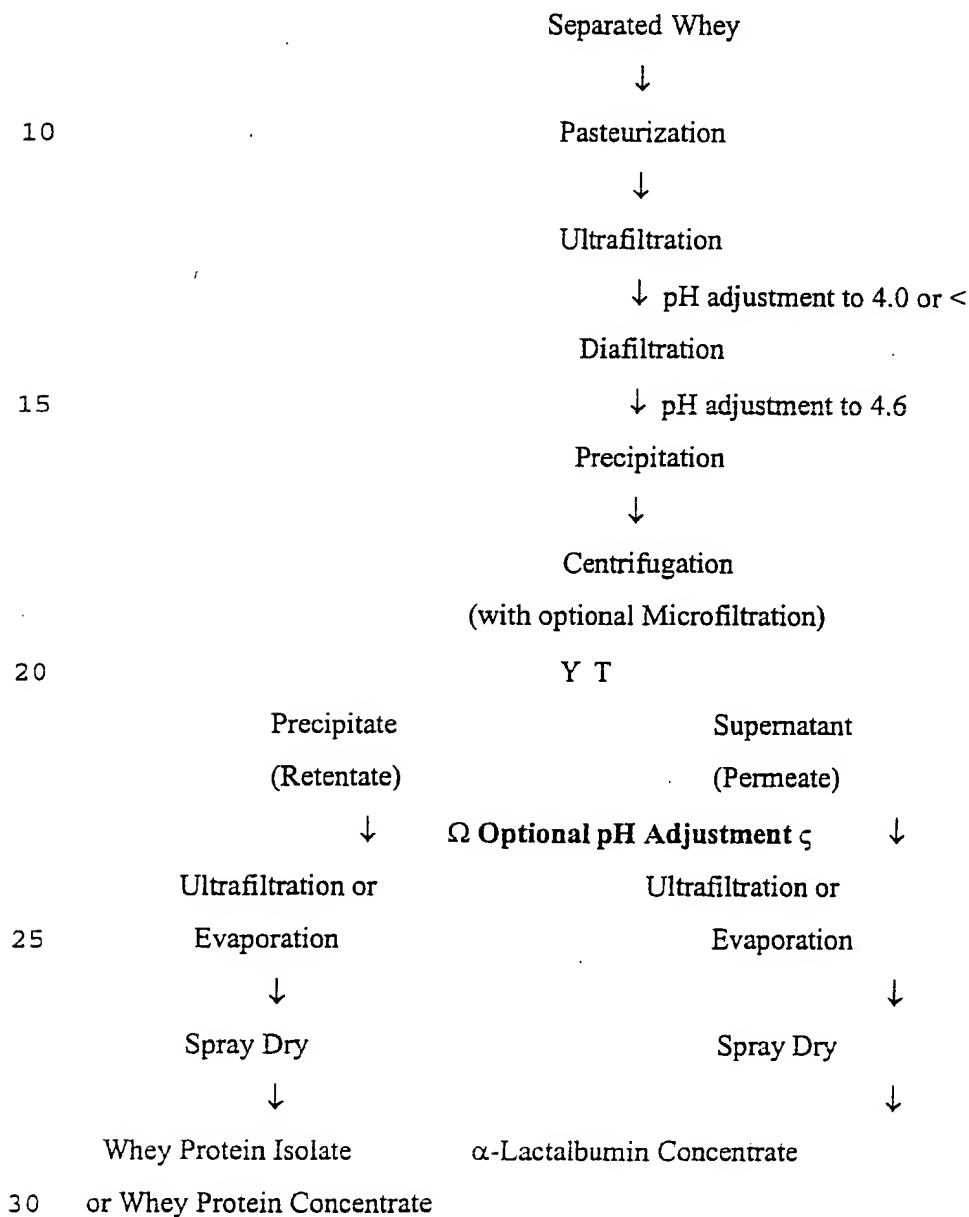 Separated Whey
↓
10 Pasteurization
↓
Ultrafiltration
↓ pH adjustment to 4.0 or <
Diafiltration
15 ↓ pH adjustment to 4.6
Precipitation
↓
Centrifugation
(with optional Microfiltration)
20 Y T
Precipitate Supernatant
(Retentate) (Permeate)
↓ Ω Optional pH Adjustment ς ↓
Ultrafiltration or Ultrafiltration or
25 Evaporation Evaporation
↓ ↓
Spray Dry Spray Dry
↓ ↓
Whey Protein Isolate α-Lactalbumin Concentrate
30 or Whey Protein Concentrate